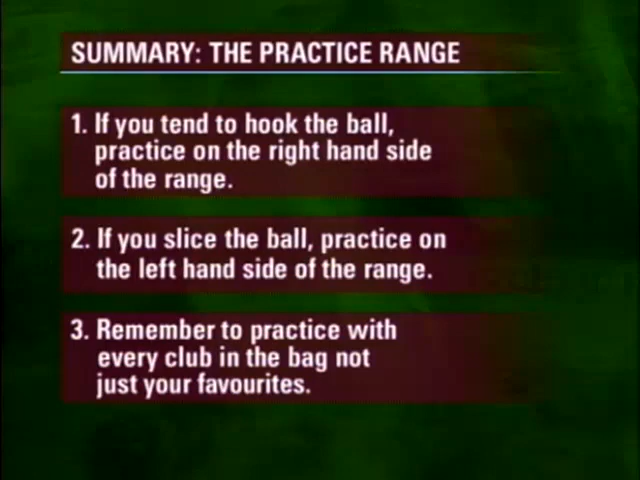 SUMMARY: THE PRACTICE RANGE
1. If you tend to hook the ball,
practice on the right hand side
of the range.
2. If you slice the ball, practice on
the left hand side of the range.
3. Remember to practice with
every club in the bag not
just your favourites.